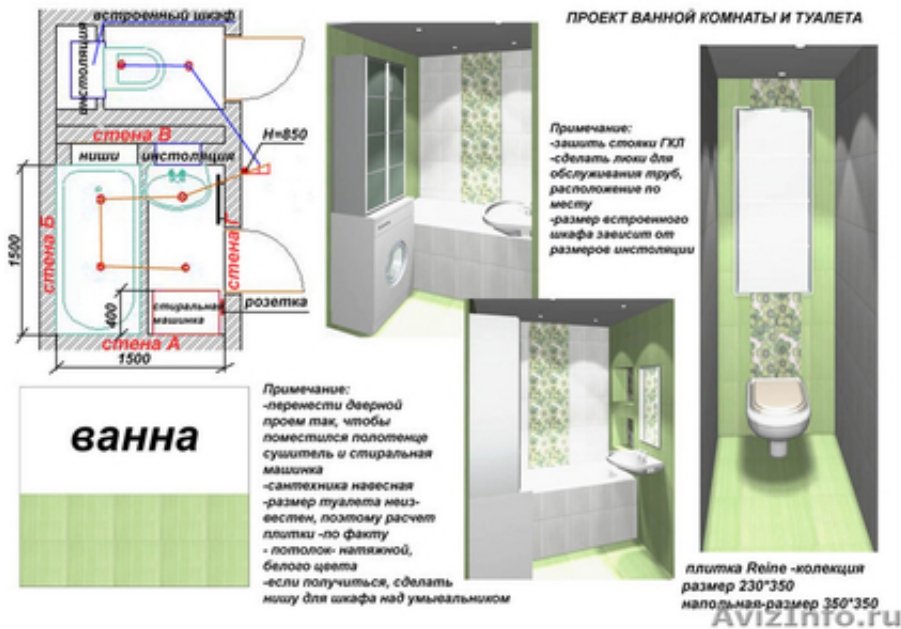 ПРОЕКТ ВАННОЙ КОМНАТЫ И ТУАЛЕТА
встроенный шкаф
инстоляция
стена В
H=850
ниши
инстоляция
стена Б
стена Г
1500
400
стиральная
машинка
розетка
стена А
1500
Примечание:
-зашить стояки ГКЛ
-сделать люки для
обслуживания труб,
расположение по
месту
-размер встроенного
шкафа зависит от
размеров инстоляции
ванна
Примечание:
-перенести дверной
проем так, чтобы
поместился полотенце
сушитель и стиральная
машинка
-сантехника навесная
-размер туалета неиз-
вестен, поэтому расчет
плитки -по факту
- потолок- натяжной,
белого цвета
-если получиться, сделать
нишу для шкафа над умывальником
плитка Reine -колекция
размер 230*350
напольная-размер 350*350
AvizInfo.ru